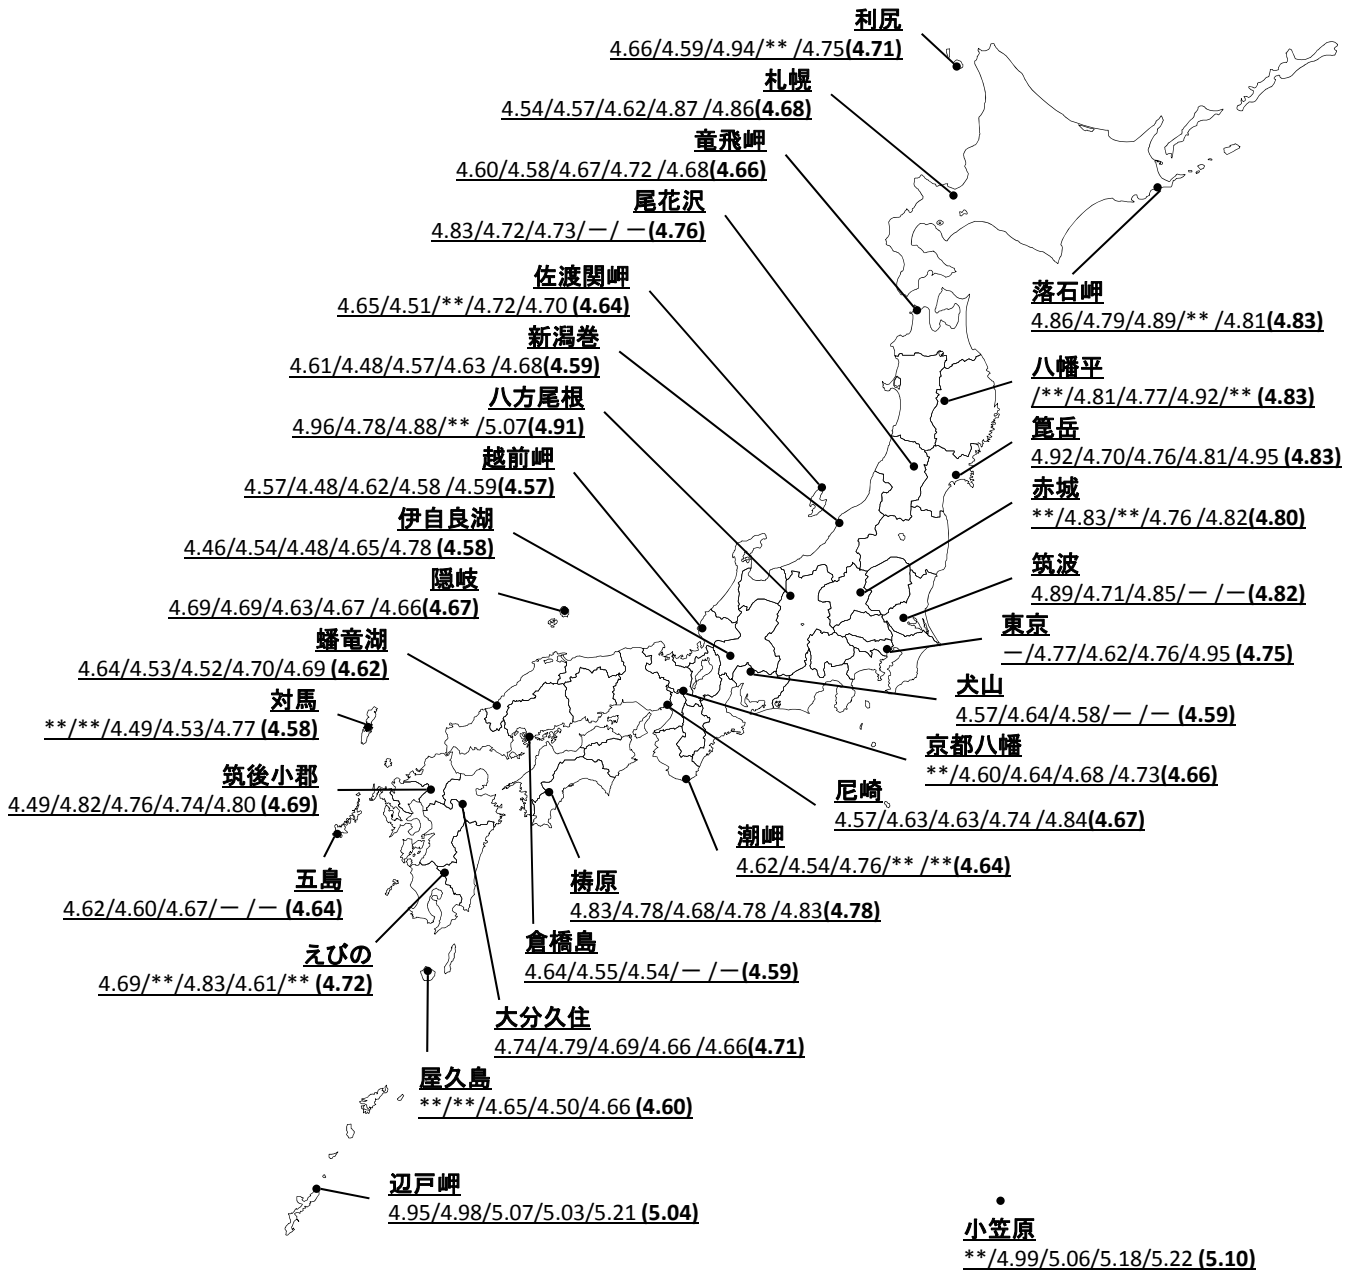 利尻
4.66/4.59/4.94/** /4.75(4.71)
札幌
4.54/4.57/4.62/4.87 /4.86(4.68)
竜飛岬
4.60/4.58/4.67/4.72 /4.68(4.66)
尾花沢
4.83/4.72/4.73/ー/ ー(4.76)
佐渡関岬
4.65/4.51/**/4.72/4.70 (4.64)
新潟巻
4.61/4.48/4.57/4.63 /4.68(4.59)
八方尾根
4.96/4.78/4.88/** /5.07(4.91)
越前岬
4.57/4.48/4.62/4.58 /4.59(4.57)
伊自良湖
4.46/4.54/4.48/4.65/4.78 (4.58)
隠岐
4.69/4.69/4.63/4.67 /4.66(4.67)
蟠竜湖
4.64/4.53/4.52/4.70/4.69 (4.62)
対馬
**/**/4.49/4.53/4.77 (4.58)
筑後小郡
4.49/4.82/4.76/4.74/4.80 (4.69)
五島
4.62/4.60/4.67/ー /ー (4.64)
えびの
4.69/**/4.83/4.61/** (4.72)
落石岬
4.86/4.79/4.89/** /4.81(4.83)
八幡平
/**/4.81/4.77/4.92/** (4.83)
箟岳
4.92/4.70/4.76/4.81/4.95 (4.83)
赤城
**/4.83/**/4.76 /4.82(4.80)
筑波
4.89/4.71/4.85/ー /ー(4.82)
東京
ー/4.77/4.62/4.76/4.95 (4.75)
犬山
4.57/4.64/4.58/ー /ー (4.59)
京都八幡
**/4.60/4.64/4.68 /4.73(4.66)
尼崎
4.57/4.63/4.63/4.74 /4.84(4.67)
潮岬
4.62/4.54/4.76/** /**(4.64)
梼原
4.83/4.78/4.68/4.78 /4.83(4.78)
倉橋島
4.64/4.55/4.54/ー /ー(4.59)
大分久住
4.74/4.79/4.69/4.66 /4.66(4.71)
屋久島
**/**/4.65/4.50/4.66 (4.60)
辺戸岬
4.95/4.98/5.07/5.03/5.21 (5.04)
小笠原
**/4.99/5.06/5.18/5.22 (5.10)